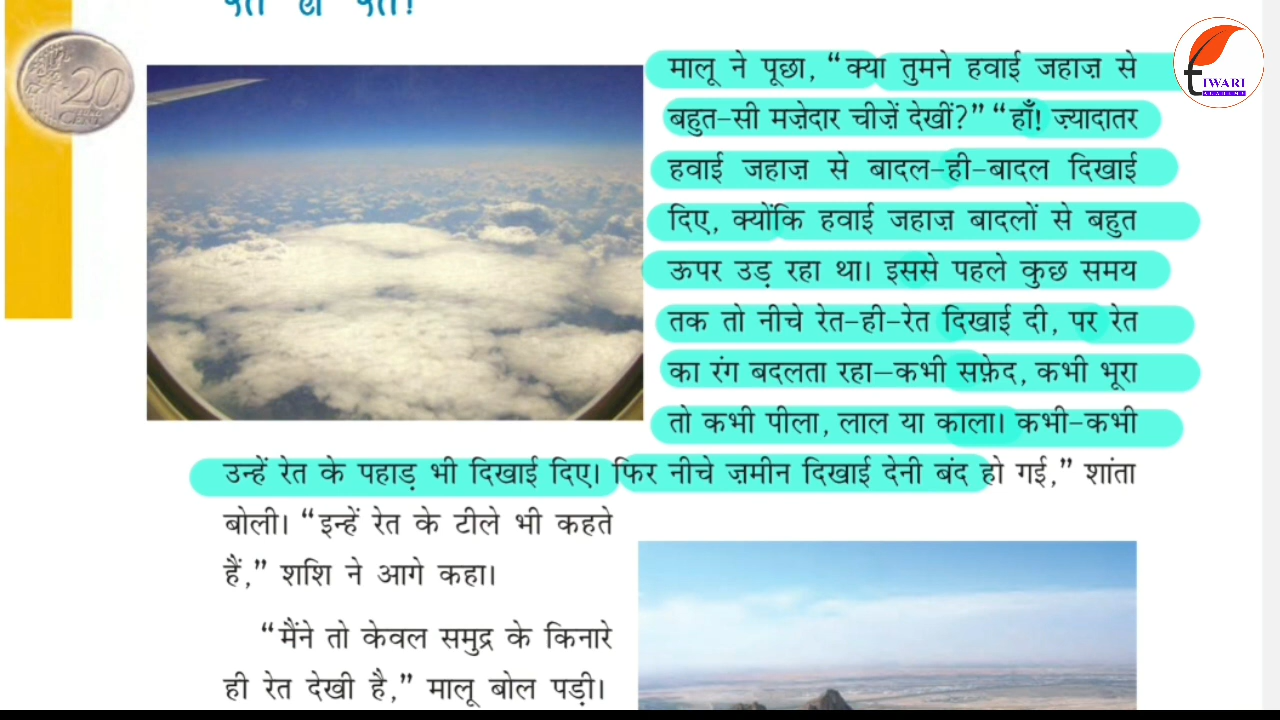 रेत ही रेत!
मालू ने पूछा, “क्या तुमने हवाई जहाज़ से
बहुत-सी मज़ेदार चीज़ें देखीं?” “हाँ! ज़्यादातर
हवाई जहाज़ से बादल-ही-बादल दिखाई
दिए, क्योंकि हवाई जहाज़ बादलों से बहुत
ऊपर उड़ रहा था। इससे पहले कुछ समय
तक तो नीचे रेत-ही-रेत दिखाई दी, पर रेत
का रंग बदलता रहा—कभी सफ़ेद, कभी भूरा
तो कभी पीला, लाल या काला। कभी-कभी
उन्हें रेत के पहाड़ भी दिखाई दिए। फिर नीचे ज़मीन दिखाई देनी बंद हो गई,” शांता
बोली। “इन्हें रेत के टीले भी कहते
हैं,” शशि ने आगे कहा।
“मैंने तो केवल समुद्र के किनारे
ही रेत देखी है,” मालू बोल पड़ी।
20
CENT
TIWARI
ACADEMY